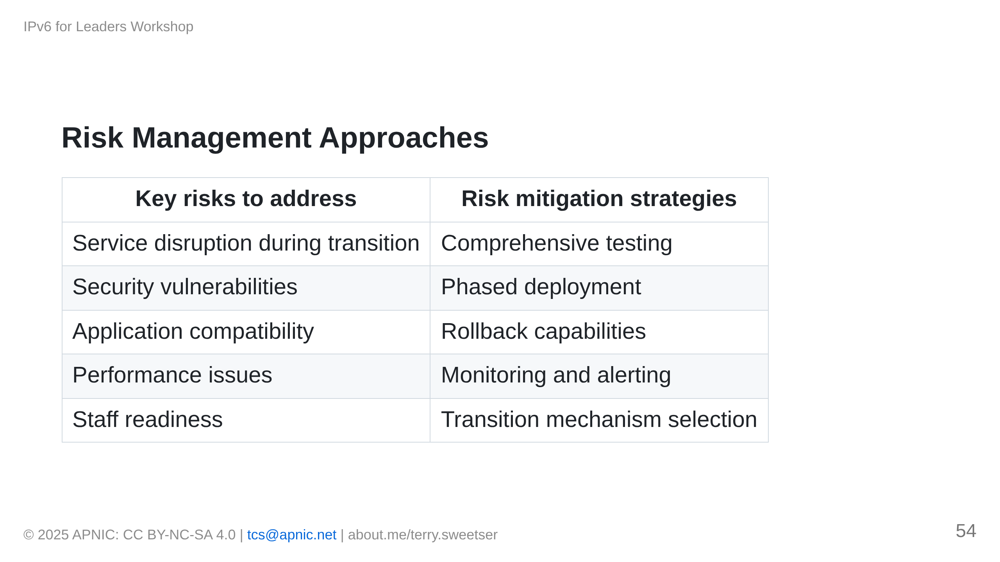 IPv6 for Leaders Workshop
Risk Management Approaches
Key risks to address Risk mitigation strategies
Service disruption during transition Comprehensive testing
Security vulnerabilities Phased deployment
Application compatibility Rollback capabilities
Performance issues Monitoring and alerting
Staff readiness Transition mechanism selection
© 2025 APNIC: CC BY-NC-SA 4.0 | tcs@apnic.net | about.me/terry.sweetser 54